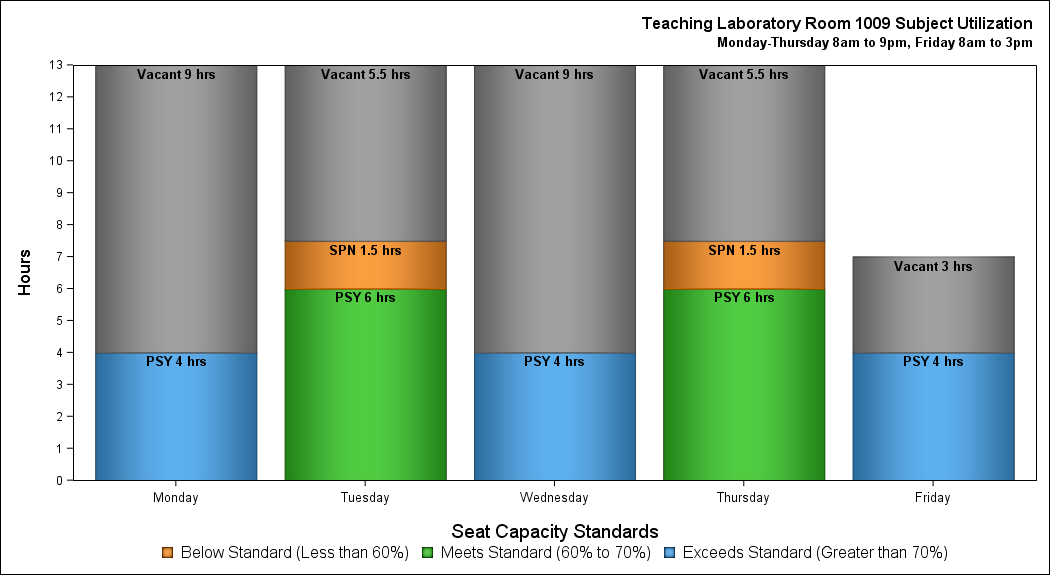 Teaching Laboratory Room 1009 Subject Utilization
Monday-Thursday 8am to 9pm, Friday 8am to 3pm
Hours
13
12
11
10
9
8
7
6
5
4
3
2
1
0
Vacant 9 hrs
PSY 4 hrs
Vacant 5.5 hrs
SPN 1.5 hrs
PSY 6 hrs
Vacant 9 hrs
PSY 4 hrs
Vacant 5.5 hrs
SPN 1.5 hrs
PSY 6 hrs
Vacant 3 hrs
PSY 4 hrs
Monday Tuesday Wednesday Thursday Friday
Seat Capacity Standards
Below Standard (Less than 60%) Meets Standard (60% to 70%) Exceeds Standard (Greater than 70%)